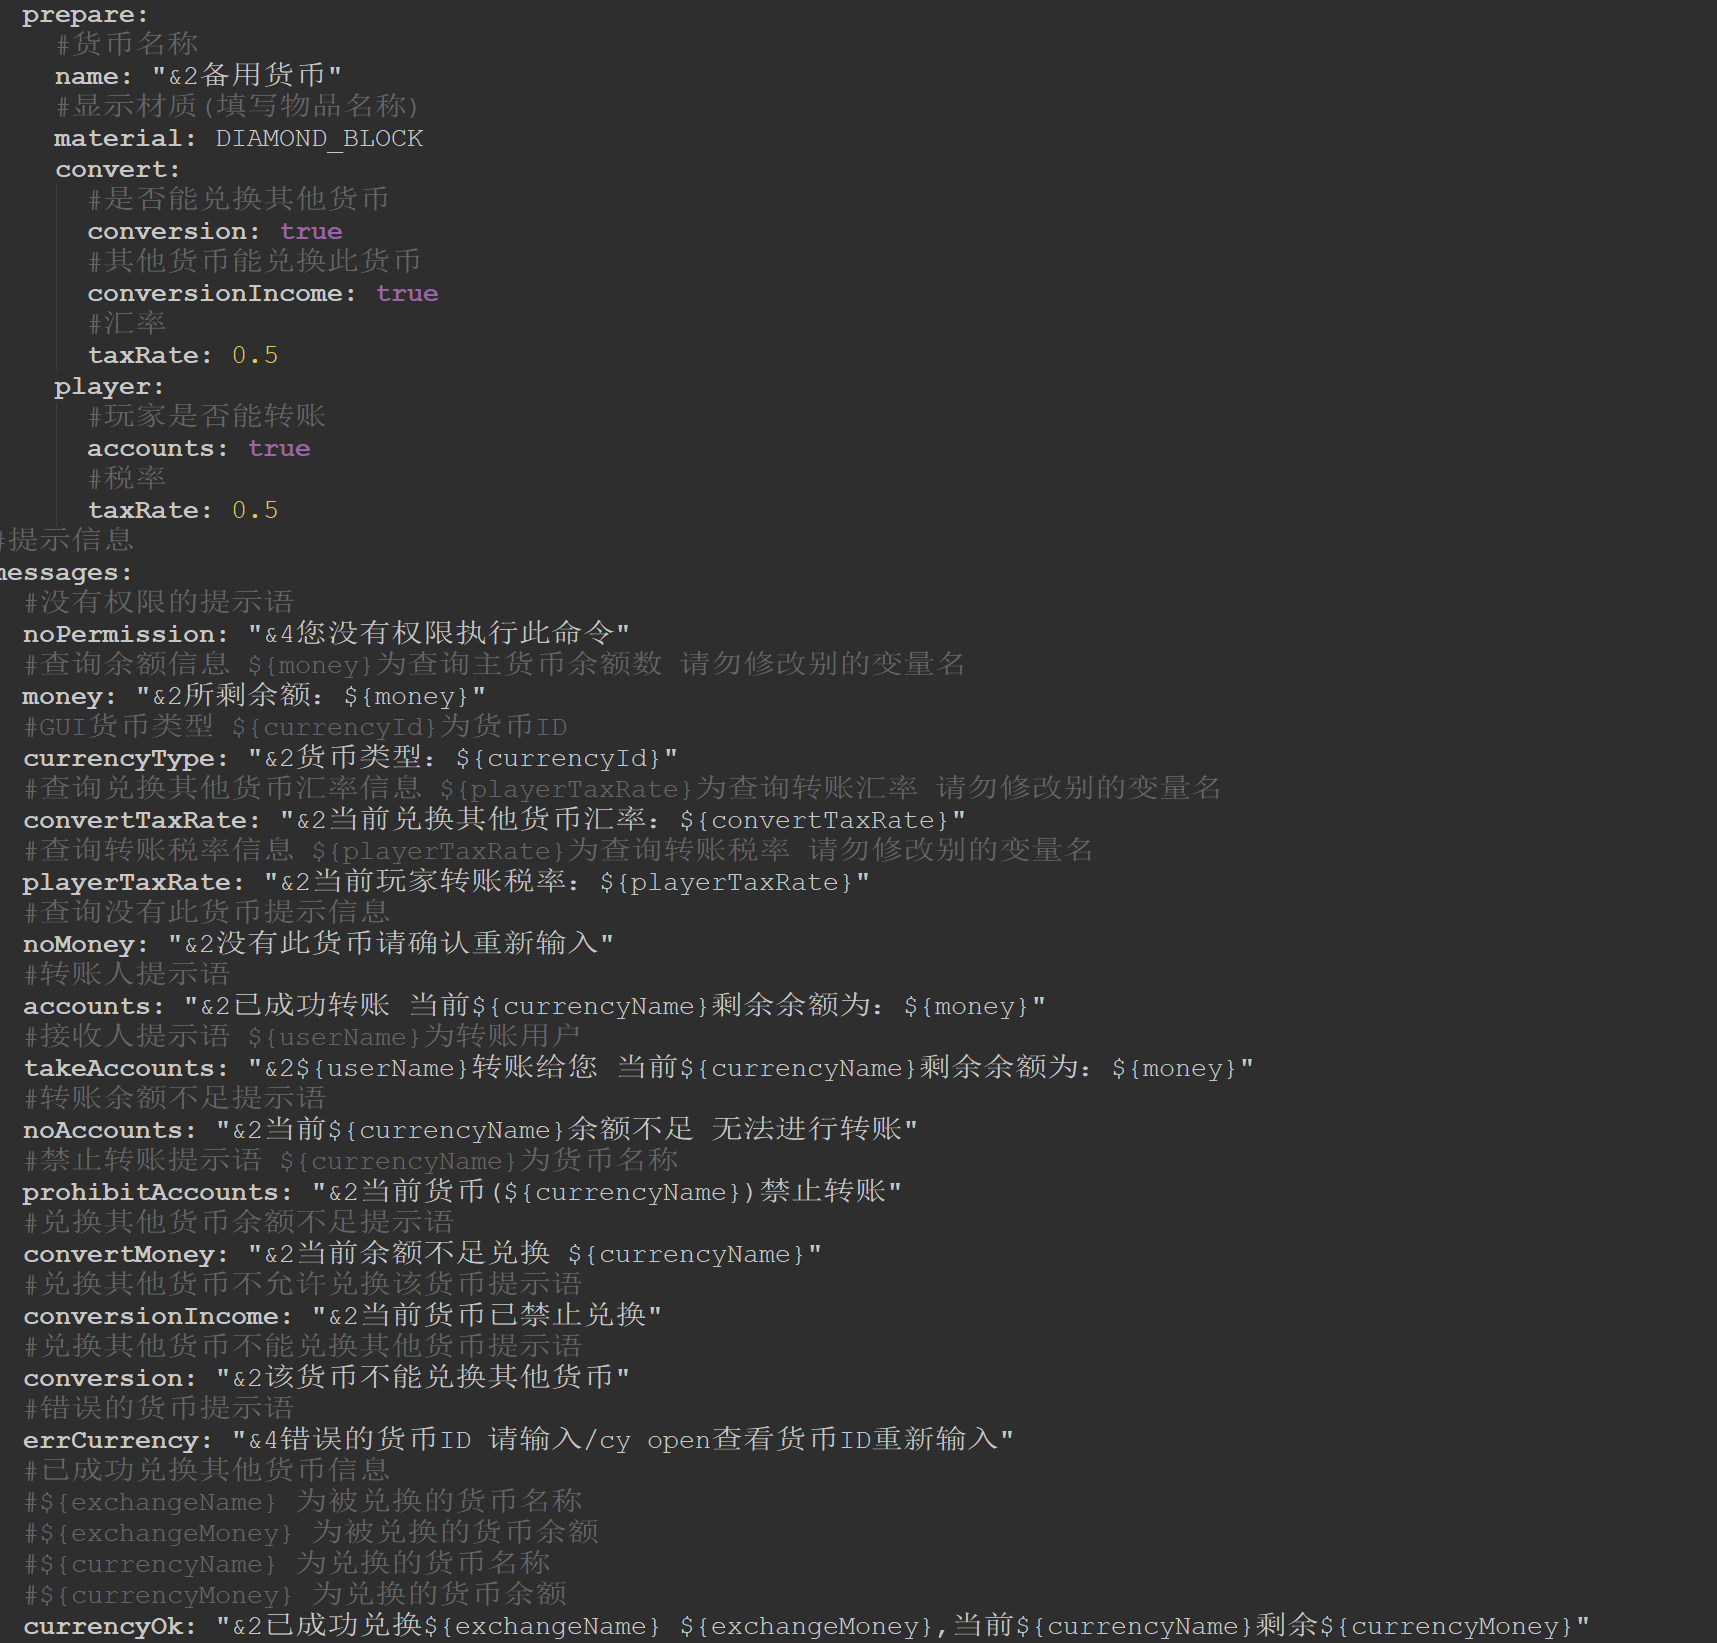 prepare:
#货币名称
name: "&2备用货币"
#显示材质(填写物品名称)
material: DIAMOND_BLOCK
convert:
#是否能兑换其他货币
conversion: true
#其他货币能兑换此货币
conversionIncome: true
#汇率
taxRate: 0.5
player:
#玩家是否能转账
accounts: true
#税率
taxRate: 0.5
#提示信息
messages:
#没有权限的提示语
noPermission: "&4您没有权限执行此命令"
#查询余额信息 ${money}为查询主货币余额数 请勿修改别的变量名
money: "&2所剩余额: ${money}"
#GUI货币类型 ${currencyId}为货币ID
currencyType: "&2货币类型: ${currencyId}"
#查询兑换其他货币汇率信息 ${playerTaxRate}为查询转账汇率 请勿修改别的变量名
convertTaxRate: "&2当前兑换其他货币汇率: ${convertTaxRate}"
#查询转账税率信息 ${playerTaxRate}为查询转账税率 请勿修改别的变量名
playerTaxRate: "&2当前玩家转账税率: ${playerTaxRate}"
#查询没有此货币提示信息
noMoney: "&2没有此货币请确认重新输入"
#转账人提示语
accounts: "&2已成功转账 当前${currencyName}剩余余额为: ${money}"
#接收人提示语 ${userName}为转账用户
takeAccounts: "&2${userName}转账给您 当前${currencyName}剩余余额为: ${money}"
#转账余额不足提示语
noAccounts: "&2当前${currencyName}余额不足 无法进行转账"
#禁止转账提示语 ${currencyName}为货币名称
prohibitAccounts: "&2当前货币(${currencyName})禁止转账"
#兑换其他货币余额不足提示语
convertMoney: "&2当前余额不足兑换 ${currencyName}"
#兑换其他货币不允许兑换该货币提示语
conversionIncome: "&2当前货币已禁止兑换"
#兑换其他货币不能兑换其他货币提示语
conversion: "&2该货币不能兑换其他货币"
#错误的货币提示语
errCurrency: "&4错误的货币ID 请输入/cy open查看货币ID重新输入"
#已成功兑换其他货币信息
#${exchangeName} 为被兑换的货币名称
#${exchangeMoney} 为被兑换的货币余额
#${currencyName} 为兑换的货币名称
#${currencyMoney} 为兑换的货币余额
currencyOk: "&2已成功兑换${exchangeName} ${exchangeMoney},当前${currencyName}剩余${currencyMoney}"